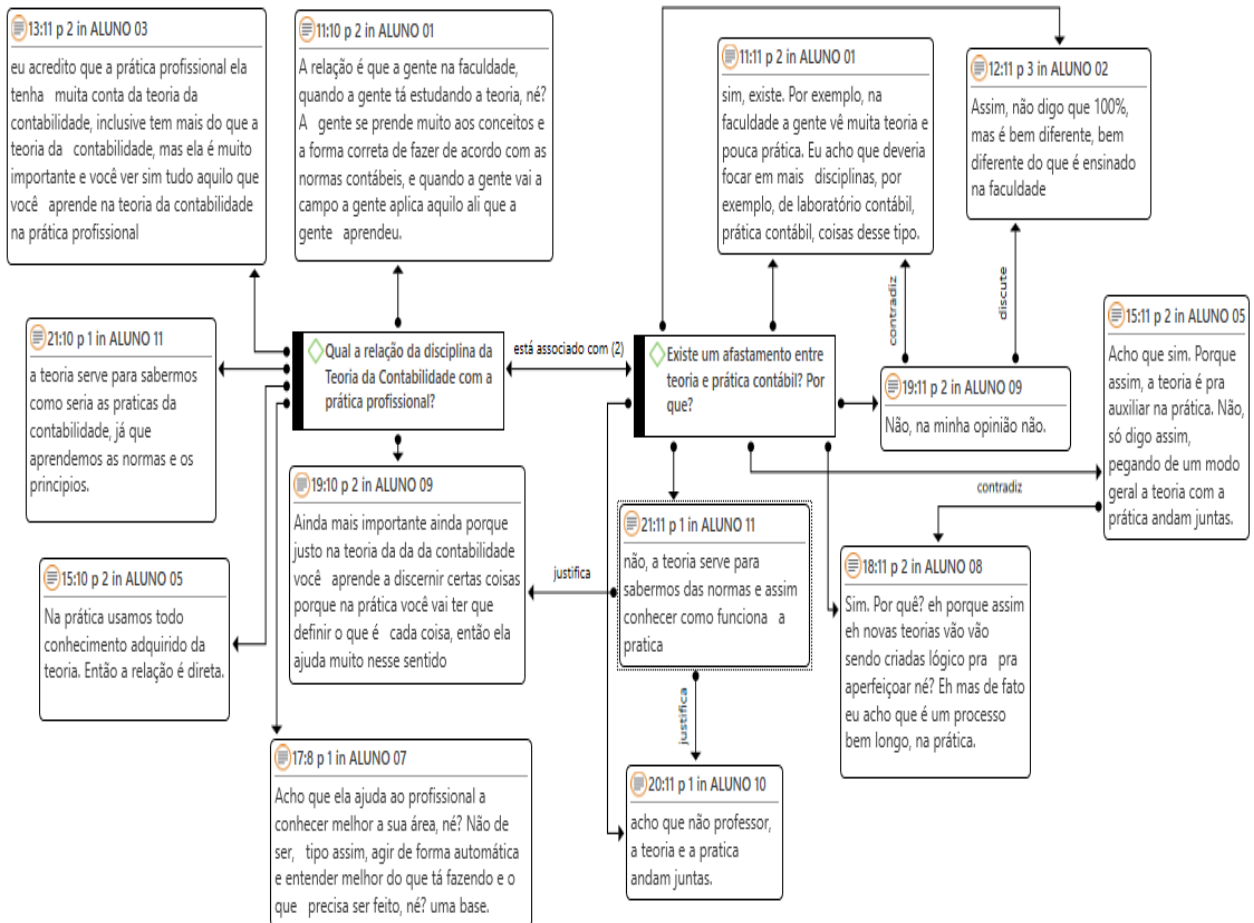 13:11 p 2 in ALUNO 03
eu acredito que a prática profissional ela
tenha muita conta da teoria da
contabilidade, inclusive tem mais do que a
teoria da contabilidade, mas ela é muito
importante e você ver sim tudo aquilo que
você aprende na teoria da contabilidade
na prática profissional
11:10 p 2 in ALUNO 01
A relação é que a gente na faculdade,
quando a gente tá estudando a teoria, né?
A gente se prende muito aos conceitos e
a forma correta de fazer de acordo com as
normas contábeis, e quando a gente vai a
campo a gente aplica aquilo ali que a
gente aprendeu.
11:11 p 2 in ALUNO 01
sim, existe. Por exemplo, na
faculdade a gente vê muita teoria e
pouca prática. Eu acho que deveria
focar em mais disciplinas, por
exemplo, de laboratório contábil,
prática contábil, coisas desse tipo.
12:11 p 3 in ALUNO 02
Assim, não digo que 100%,
mas é bem diferente, bem
diferente do que é ensinado
na faculdade
contradiz
discute
21:10 p 1 in ALUNO 11
a teoria serve para sabermos
como seria as praticas da
contabilidade, já que
aprendemos as normas e os
principios.
Qual a relação da disciplina da
Teoria da Contabilidade com a
prática profissional?
está associado com (2)
Existe um afastamento entre
teoria e prática contábil? Por
que?
19:11 p 2 in ALUNO 09
Não, na minha opinião não.
15:11 p 2 in ALUNO 05
Acho que sim. Porque
assim, a teoria é pra
auxiliar na prática. Não,
só digo assim,
pegando de um modo
geral a teoria com a
prática andam juntas.
contradiz
19:10 p 2 in ALUNO 09
Ainda mais importante ainda porque
justo na teoria da da da contabilidade
você aprende a discernir certas coisas
porque na prática você vai ter que
definir o que é cada coisa, então ela
ajuda muito nesse sentido
justifica
21:11 p 1 in ALUNO 11
não, a teoria serve para
sabermos das normas e assim
conhecer como funciona a
pratica
18:11 p 2 in ALUNO 08
Sim. Por quê? eh porque assim
eh novas teorias vão vão
sendo criadas lógico pra pra
aperfeiçoar né? Eh mas de fato
eu acho que é um processo
bem longo, na prática.
15:10 p 2 in ALUNO 05
Na prática usamos todo
conhecimento adquirido da
teoria. Então a relação é direta.
justifica
17:8 p 1 in ALUNO 07
Acho que ela ajuda ao profissional a
conhecer melhor a sua área, né? Não de
ser, tipo assim, agir de forma automática
e entender melhor do que tá fazendo e o
que precisa ser feito, né? uma base.
20:11 p 1 in ALUNO 10
acho que não professor,
a teoria e a pratica
andam juntas.